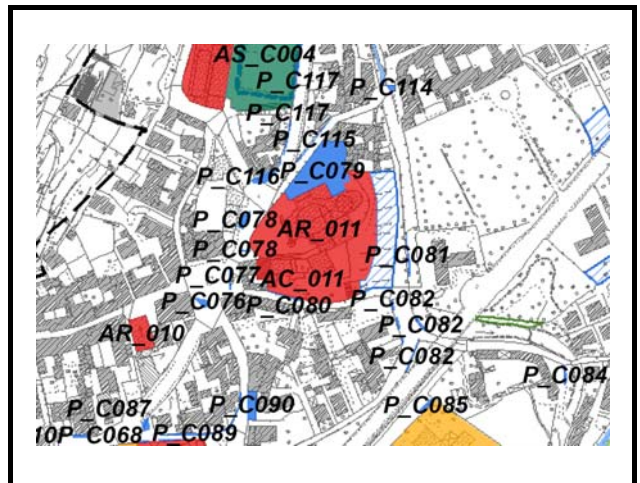 AS_C004
P_C117
P_C114
P_C117
P_C115
P_C116
P_C079
P_C078
AR_011
P_C078
P_C081
P_C077
AC_011
P_C076
P_C080
P_C082
AR_010
P_C082
P_C082
P_C084
P_C087
P_C090
P_C085
10P_C068
P_C089